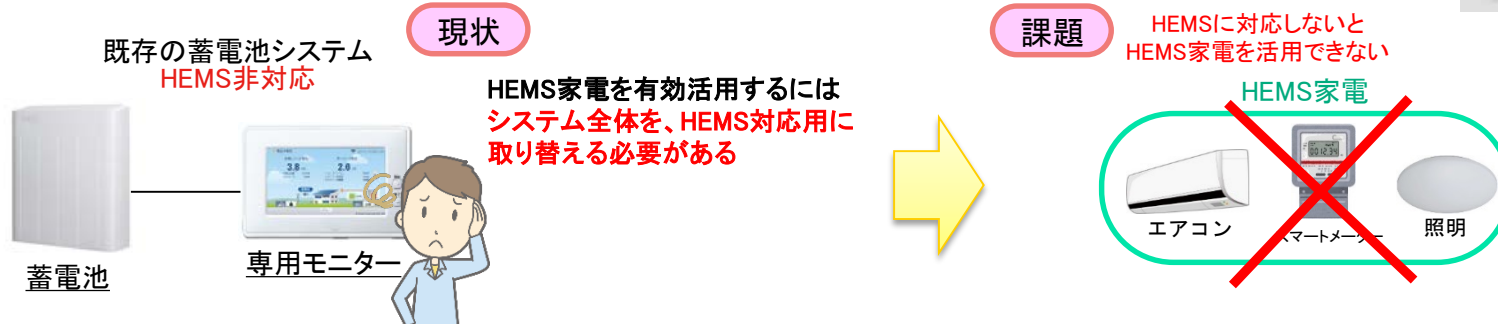 現状
既存の蓄電池システム
HEMS非対応
HEMS家電を有効活用するには
システム全体を、HEMS対応用に
取り替える必要がある
3.8
2.0
専用モニター
蓄電池
課題
HEMSに対応しないと
HEMS家電を活用できない
HEMS家電
エアコン
スマートメーター
照明